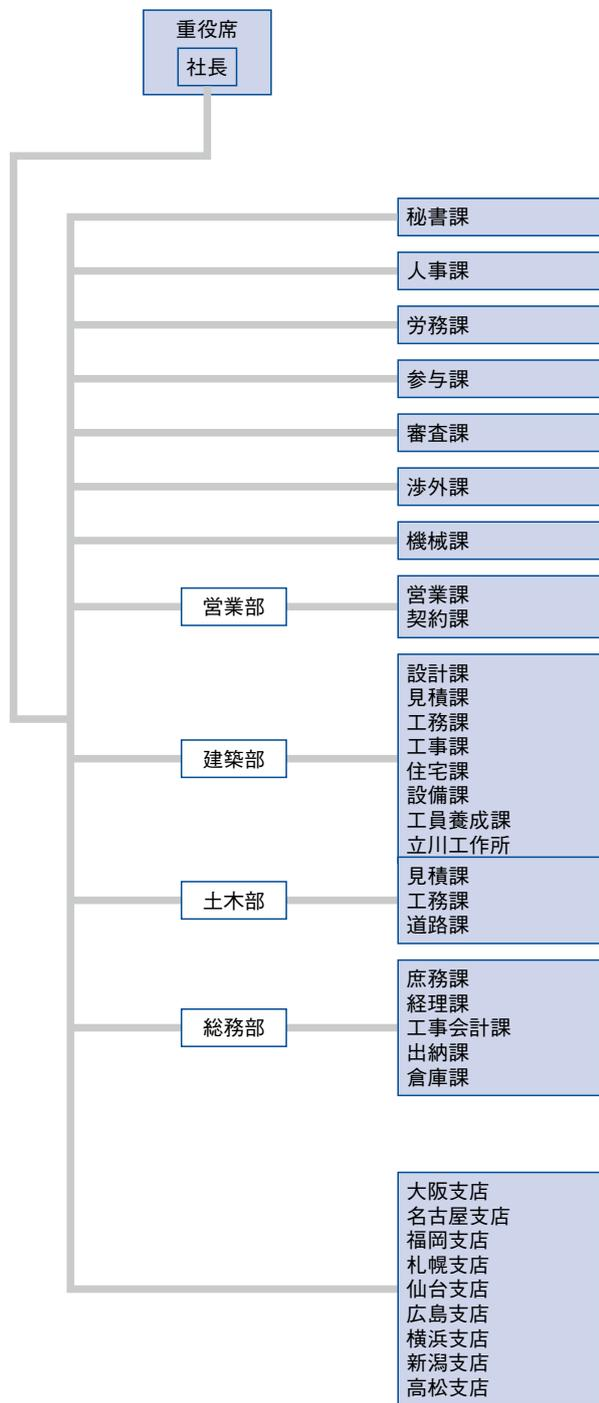 重役席
社長
秘書課
人事課
労務課
参与課
審査課
渉外課
機械課
営業部
営業課
契約課
建築部
設計課
見積課
工務課
工事課
住宅課
設備課
工員養成課
立川工作所
土木部
見積課
工務課
道路課
総務部
庶務課
経理課
工事会計課
出納課
倉庫課
大阪支店
名古屋支店
福岡支店
札幌支店
仙台支店
広島支店
横浜支店
新潟支店
高松支店